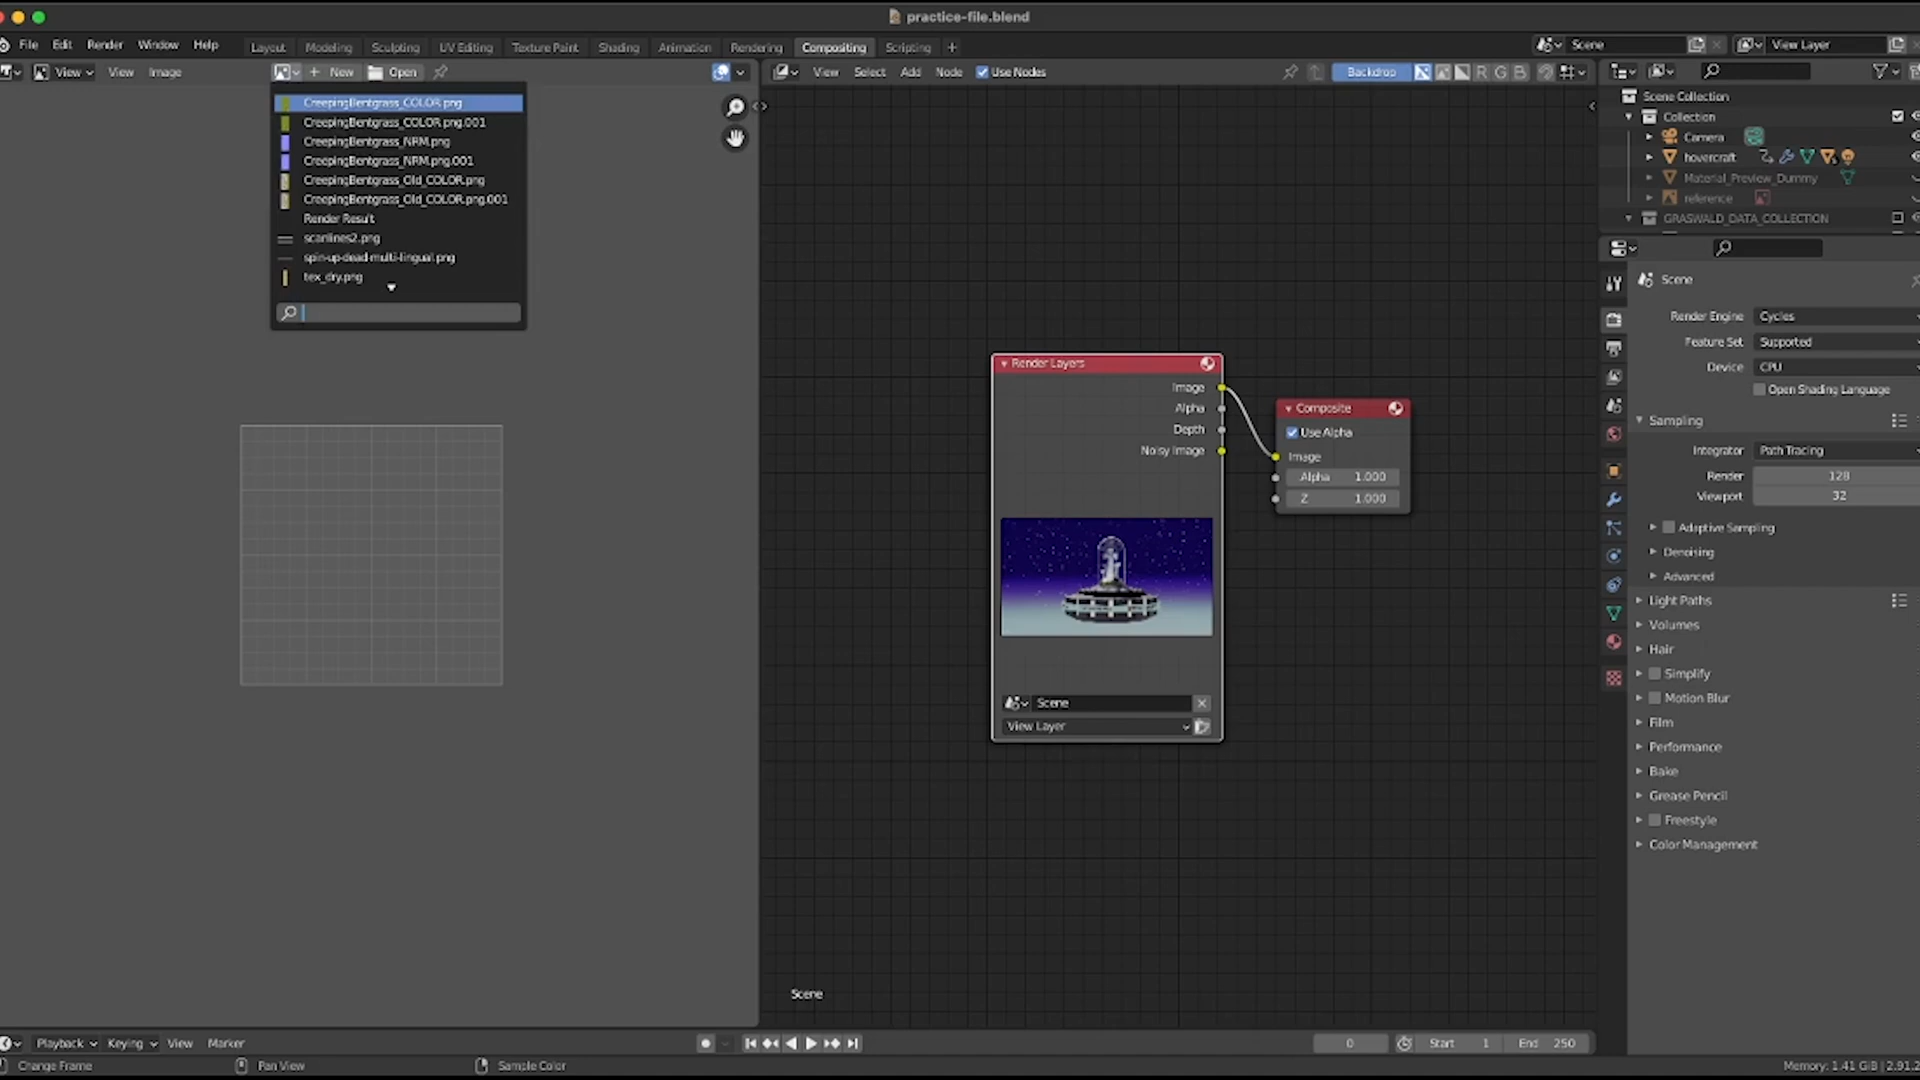 practice-file.blend
File Edit Render Window Help Layout Modeling Sculpting UV Editing Texture Paint Shading Animation Rendering Compositing Scripting + Scene View Layer
View View Image + New Open View Select Add Node Use Nodes Backdrop R G B
CreepingBentgrass_COLOR.png
CreepingBentgrass_COLOR.png.001
CreepingBentgrass_NRM.png
CreepingBentgrass_NRM.png.001
CreepingBentgrass_Old_COLOR.png
CreepingBentgrass_Old_COLOR.png.001
Render Result
scanlines2.png
spin-up-dead-multi-lingual.png
tex_dry.png
Render Layers
Image
Alpha
Depth
Noisy Image
Scene
View Layer
Composite
Use Alpha
Image
Alpha 1.000
Z 1.000
Scene
Scene Collection
Collection
Camera
hovercraft
Material_Preview_Dummy
reference
GRASWALD_DATA_COLLECTION
Scene
Render Engine Cycles
Feature Set Supported
Device CPU
Open Shading Language
Sampling
Integrator Path Tracing
Render 128
Viewport 32
Adaptive Sampling
Denoising
Advanced
Light Paths
Volumes
Hair
Simplify
Motion Blur
Film
Performance
Bake
Grease Pencil
Freestyle
Color Management
Playback Keying View Marker 0 Start 1 End 250
Change Frame Pan View Sample Color Memory: 1.41 GiB | 2.91.2